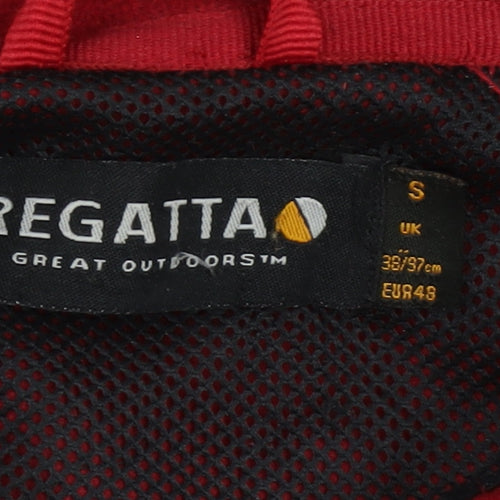 REGATTA
GREAT OUTDOORS™
S
UK
38/97cm
EUR48